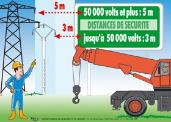 5 m
50 000 volts et plus : 5 m
3 m
DISTANCES DE SECURITE
jusqu'à 50 000 volts : 3 m